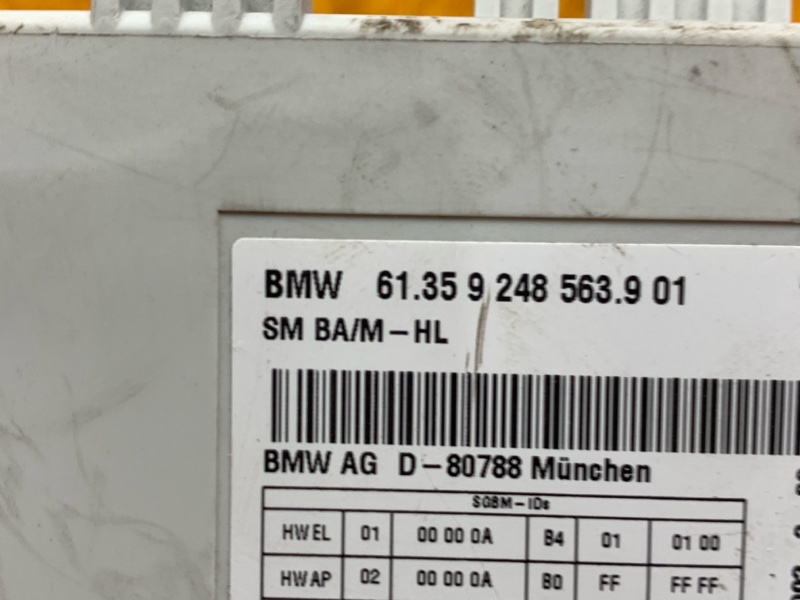 BMW 61.35 9 248 563.9 01
SM BA/M-HL
BMW AG D-80788 München
SGBM-IDs
HWEL 01 00 00 0A B4 01 01 00
HWAP 02 00 00 0A B0 FF FF FF